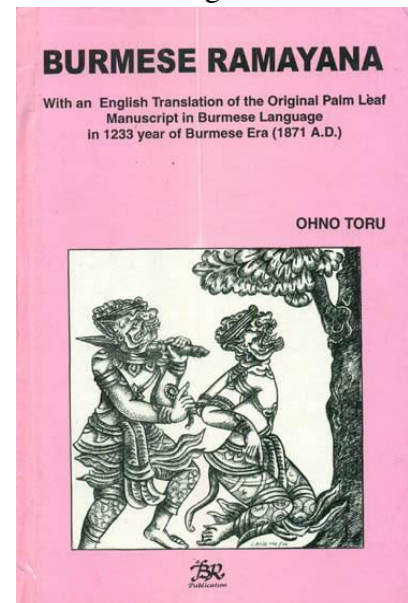 BURMESE RAMAYANA
With an English Translation of the Original Palm Leaf
Manuscript in Burmese Language
in 1233 year of Burmese Era (1871 A.D.)
OHNO TORU
BR
Publication